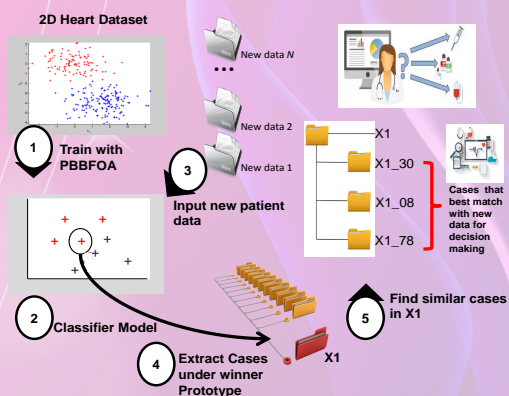 2D Heart Dataset
1
Train with
PBBFOA
New data N
...
New data 2
New data 1
3
Input new patient
data
2
Classifier Model
4
Extract Cases
under winner
Prototype
X1
5
Find similar cases
in X1
X1
X1_30
X1_08
X1_78
Cases that
best match
with new
data for
decision
making
?